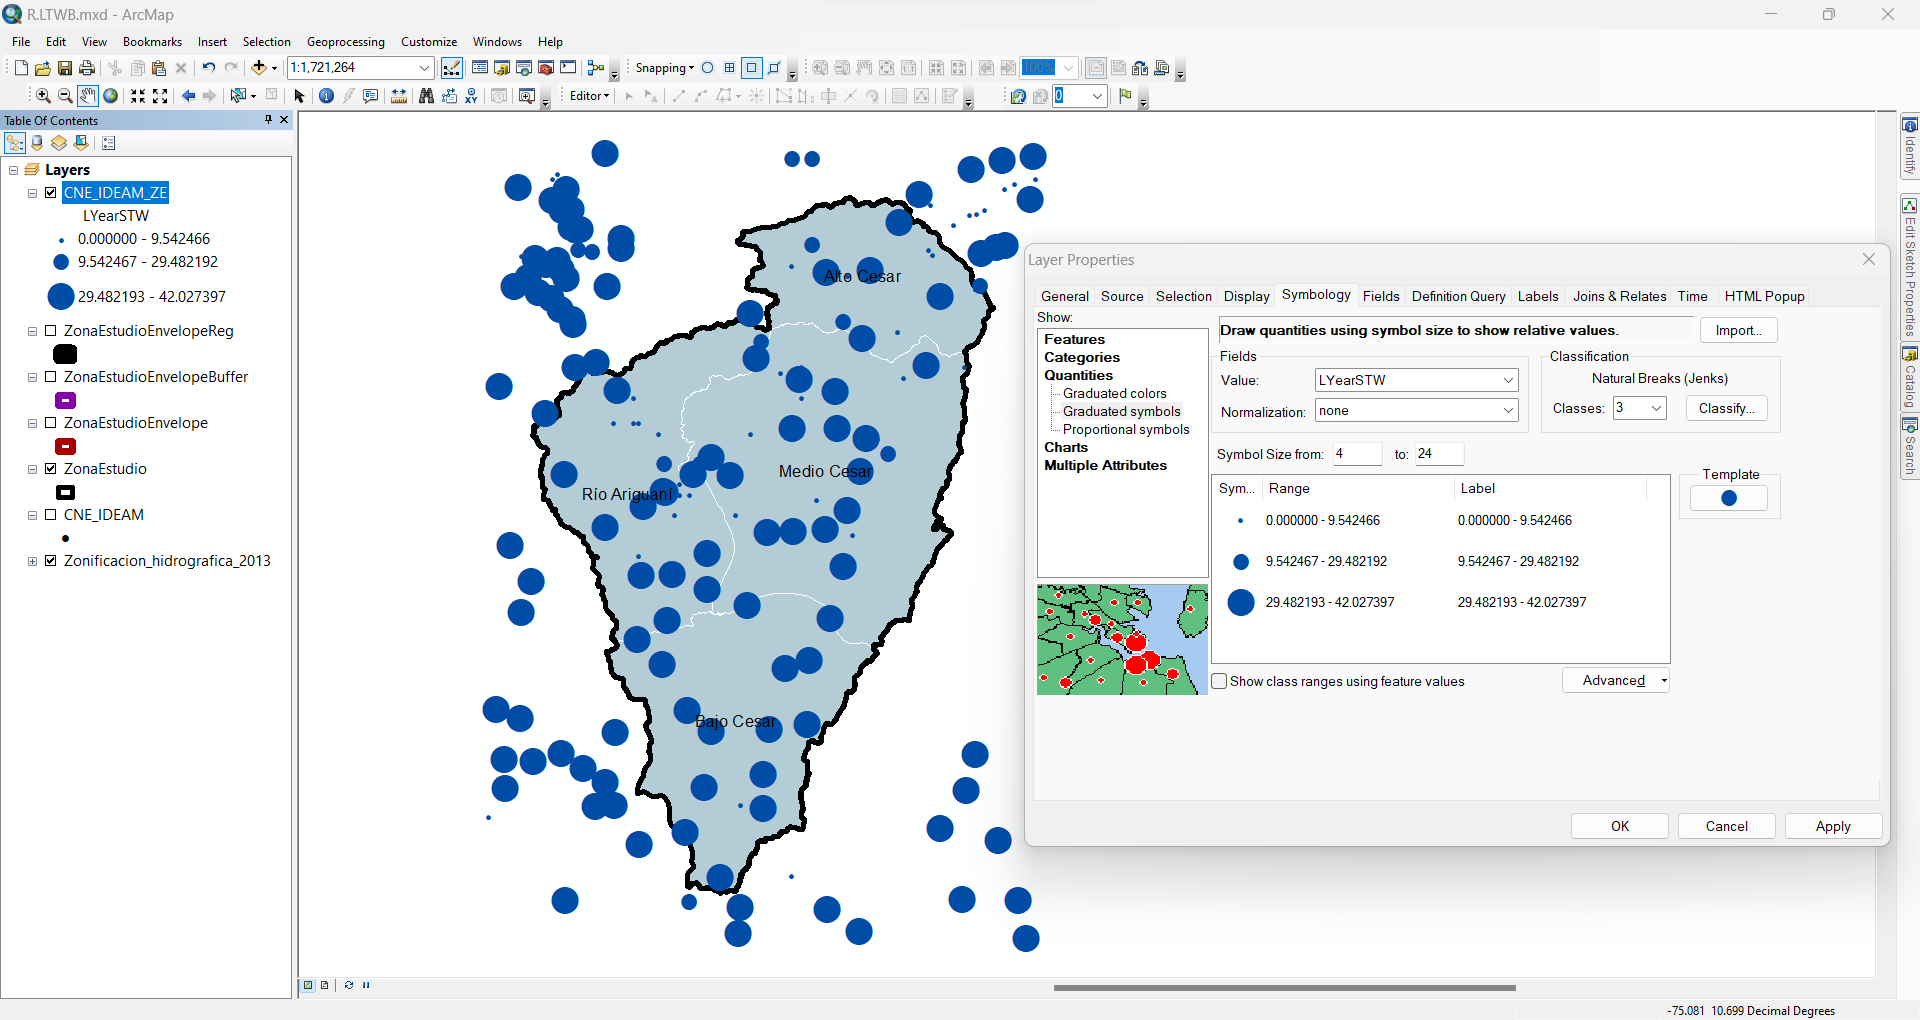 R.LTWB.mxd - ArcMap
File Edit View Bookmarks Insert Selection Geoprocessing Customize Windows Help
1:1,721,264
Snapping
100%
Editor
0
Table Of Contents
Layers
CNE_IDEAM_ZE
LYearSTW
0.000000 - 9.542466
9.542467 - 29.482192
29.482193 - 42.027397
ZonaEstudioEnvelopeReg
ZonaEstudioEnvelopeBuffer
ZonaEstudioEnvelope
ZonaEstudio
CNE_IDEAM
Zonificacion_hidrografica_2013
Alto Cesar
Medio Cesar
Río Ariguaní
Bajo Cesar
Layer Properties
General Source Selection Display Symbology Fields Definition Query Labels Joins & Relates Time HTML Popup
Show:
Features
Categories
Quantities
Graduated colors
Graduated symbols
Proportional symbols
Charts
Multiple Attributes
Draw quantities using symbol size to show relative values.
Import...
Fields
Value: LYearSTW
Normalization: none
Classification
Natural Breaks (Jenks)
Classes: 3 Classify...
Symbol Size from: 4 to: 24
Sym... Range Label
0.000000 - 9.542466 0.000000 - 9.542466
9.542467 - 29.482192 9.542467 - 29.482192
29.482193 - 42.027397 29.482193 - 42.027397
Template
Show class ranges using feature values
Advanced
OK Cancel Apply
Identify
Edit Sketch Properties
Catalog
Search
-75.081 10.699 Decimal Degrees